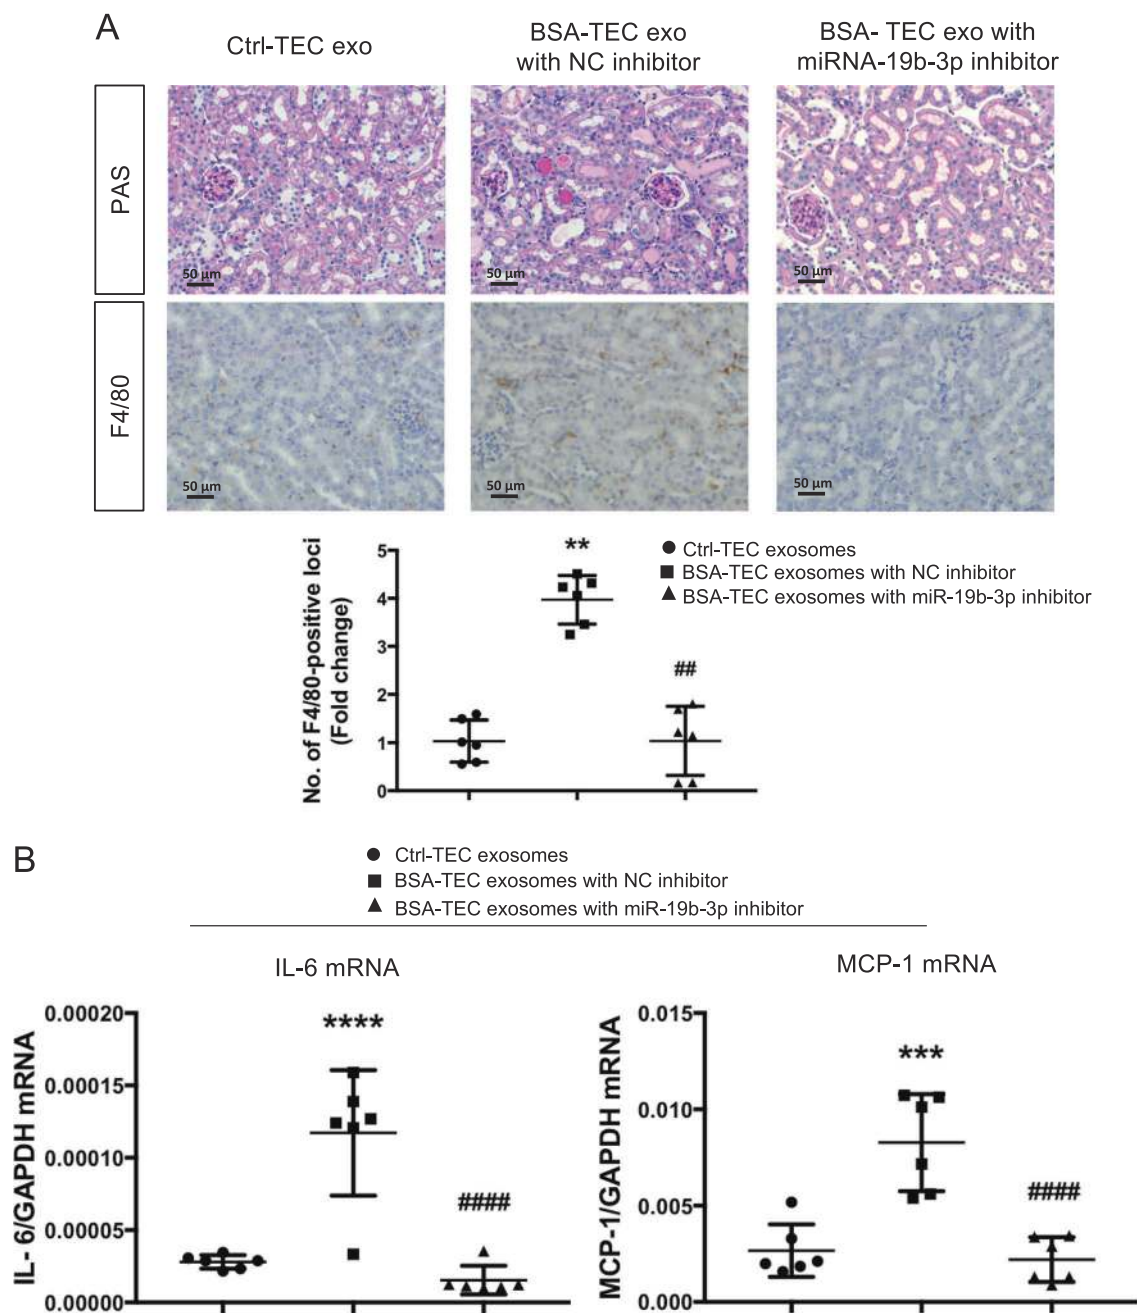 A
Ctrl-TEC exo
BSA-TEC exo
with NC inhibitor
BSA- TEC exo with
miRNA-19b-3p inhibitor
PAS
50 µm
50 µm
50 µm
F4/80
50 µm
50 µm
50 µm
No. of F4/80-positive loci
(Fold change)
5
4
3
2
1
0
**
##
Ctrl-TEC exosomes
BSA-TEC exosomes with NC inhibitor
BSA-TEC exosomes with miR-19b-3p inhibitor
B
Ctrl-TEC exosomes
BSA-TEC exosomes with NC inhibitor
BSA-TEC exosomes with miR-19b-3p inhibitor
IL-6 mRNA
IL- 6/GAPDH mRNA
0.00020
0.00015
0.00010
0.00005
0.00000
****
####
MCP-1 mRNA
MCP-1/GAPDH mRNA
0.015
0.010
0.005
0.000
***
####